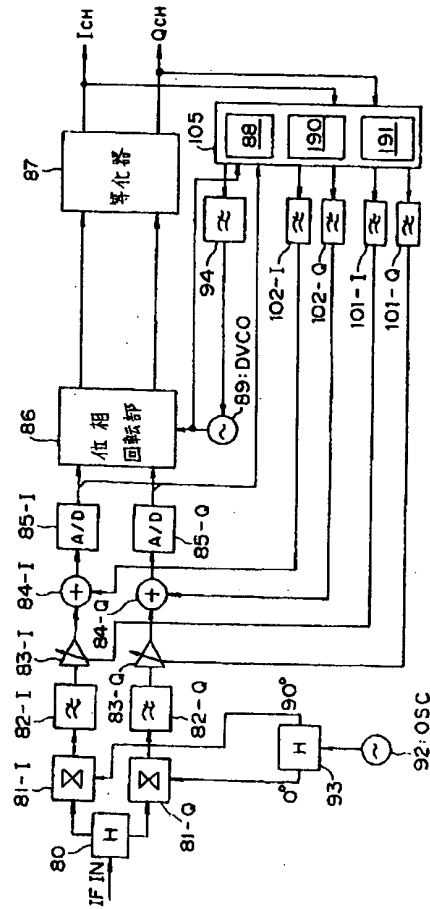 IF IN
80
H
81-I
81-Q
82-I
82-Q
83-I
83-Q
84-I
84-Q
85-I
A/D
A/D
85-Q
86
位相
回転部
87
等化器
ICH
QCH
105
88
190
191
94
89:DVCO
102-I
102-Q
101-I
101-Q
0°
90°
H
93
92:OSC